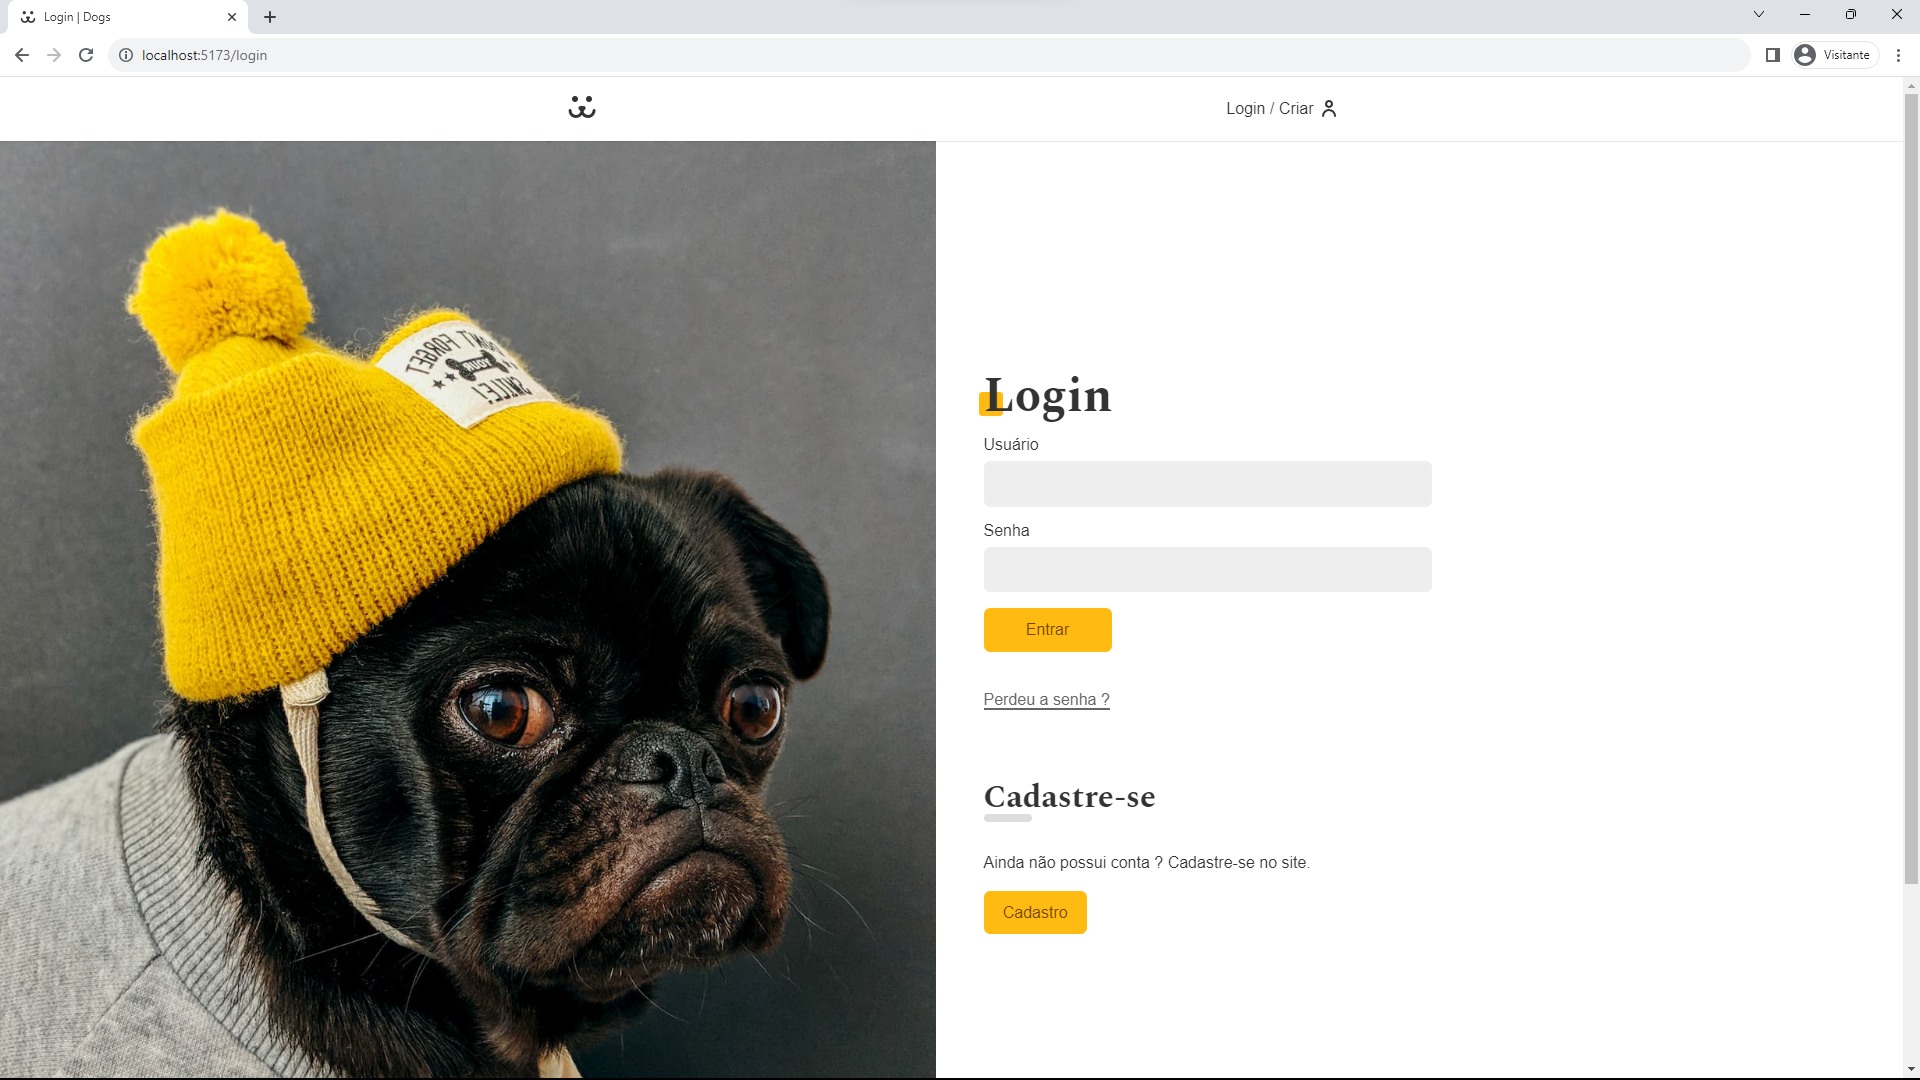 Login | Dogs
localhost:5173/login
Visitante
Login / Criar
DON'T FORGET
YOUR
SMILE!
Login
Usuário
Senha
Entrar
Perdeu a senha ?
Cadastre-se
Ainda não possui conta ? Cadastre-se no site.
Cadastro